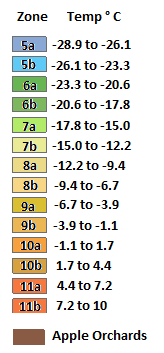 Zone Temp ° C
5a -28.9 to -26.1
5b -26.1 to -23.3
6a -23.3 to -20.6
6b -20.6 to -17.8
7a -17.8 to -15.0
7b -15.0 to -12.2
8a -12.2 to -9.4
8b -9.4 to -6.7
9a -6.7 to -3.9
9b -3.9 to -1.1
10a -1.1 to 1.7
10b 1.7 to 4.4
11a 4.4 to 7.2
11b 7.2 to 10
Apple Orchards